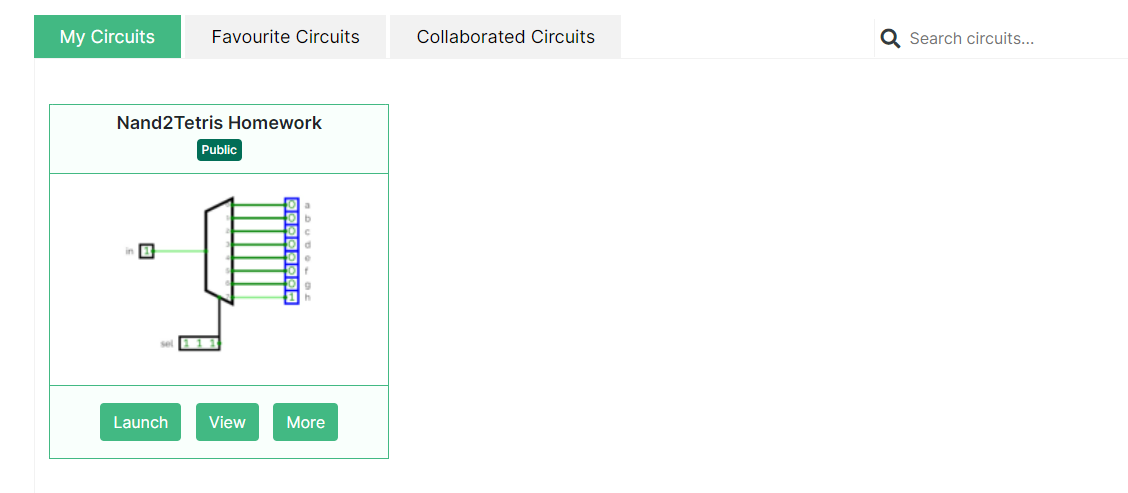 My Circuits
Favourite Circuits
Collaborated Circuits
Search circuits...
Nand2Tetris Homework
Public
0 a
0 b
0 c
0 d
in 1
0 e
0 f
0 g
1 h
sel 1 1 1
Launch
View
More